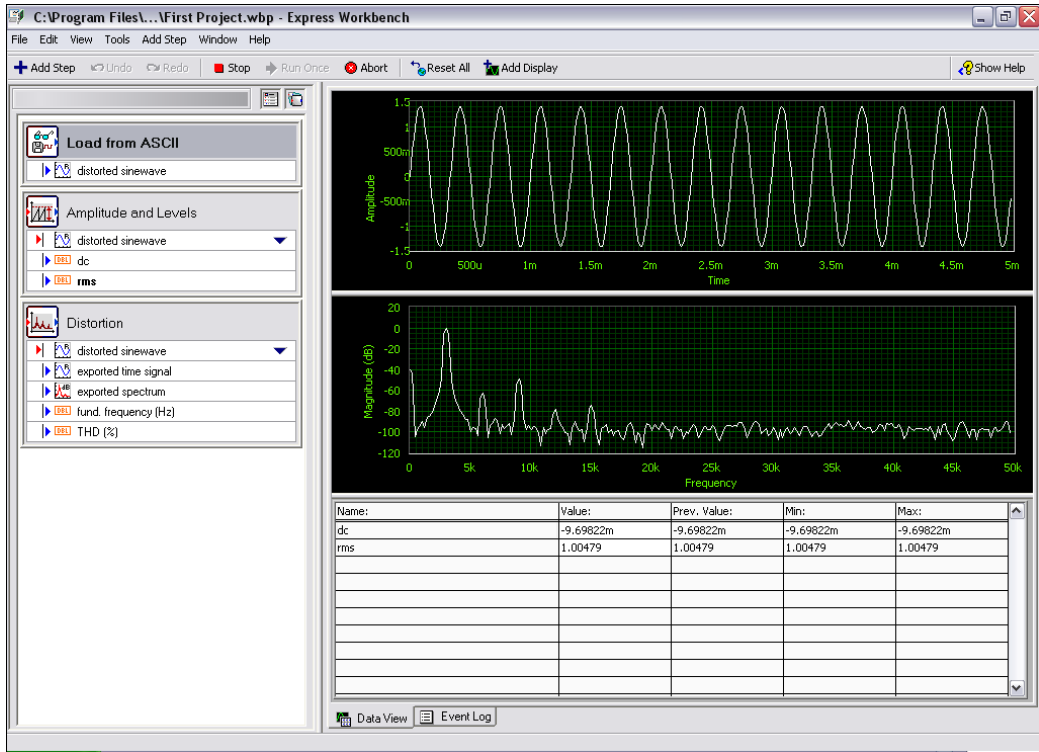 C:\Program Files\...\First Project.wbp - Express Workbench
File Edit View Tools Add Step Window Help
Add Step Undo Redo Stop Run Once Abort Reset All Add Display Show Help
Load from ASCII
distorted sinewave
Amplitude and Levels
distorted sinewave
DBL dc
DBL rms
Distortion
distorted sinewave
exported time signal
dB exported spectrum
DBL fund. frequency (Hz)
DBL THD (%)
Amplitude
1.5
1
500m
0
-500m
-1
-1.5
0 500u 1m 1.5m 2m 2.5m 3m 3.5m 4m 4.5m 5m
Time
Magnitude (dB)
20
0
-20
-40
-60
-80
-100
-120
0 5k 10k 15k 20k 25k 30k 35k 40k 45k 50k
Frequency
Name: Value: Prev. Value: Min: Max:
dc -9.69822m -9.69822m -9.69822m -9.69822m
rms 1.00479 1.00479 1.00479 1.00479
Data View Event Log